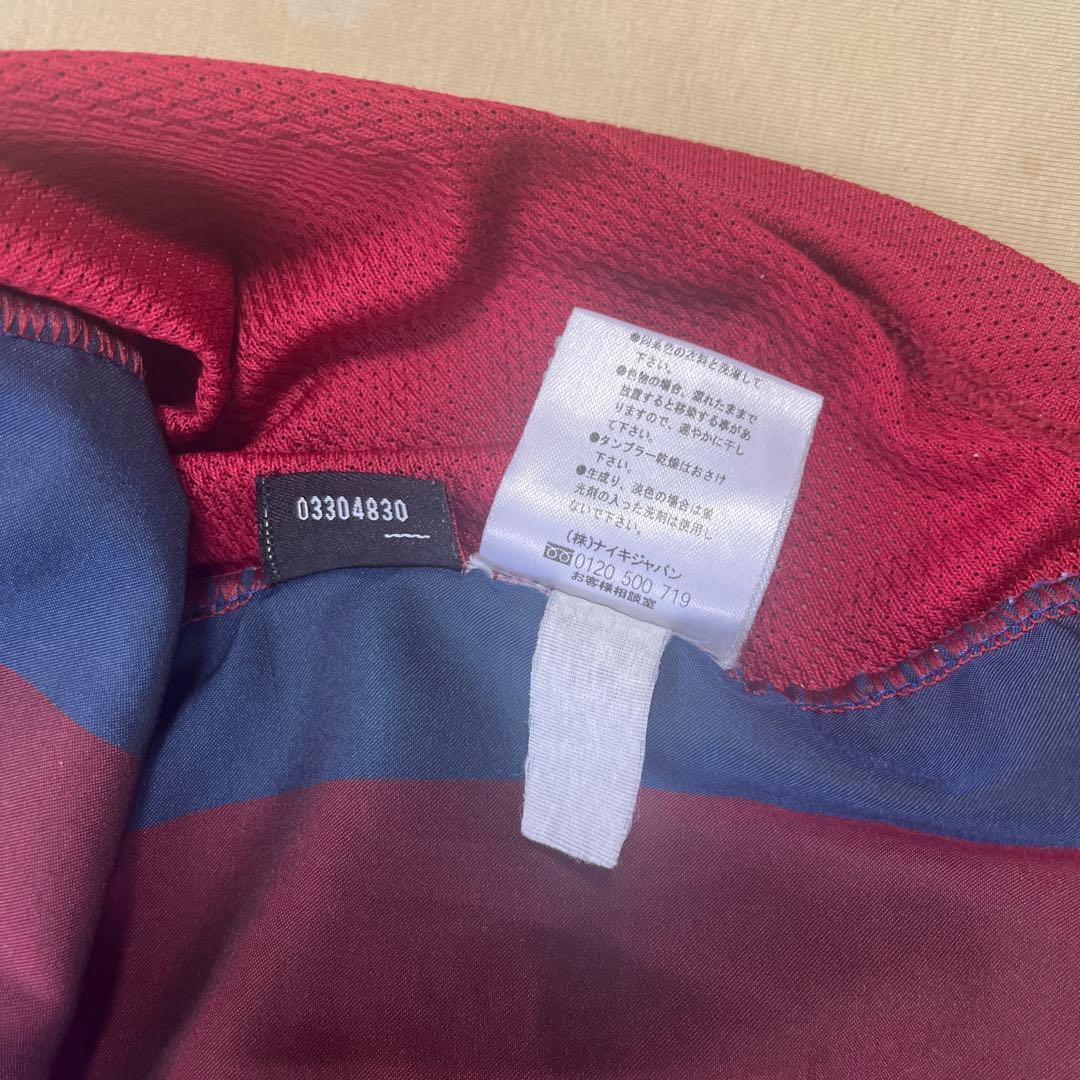 ●同系色の衣料と洗濯して
下さい。
●色物の場合、濡れたままで
放置すると移染する事があ
りますので、速やかに干し
て下さい。
●タンブラー乾燥はおさけ
下さい。
●生成り、淡色の場合は蛍
光剤の入った洗剤は使用し
ないで下さい。
(株)ナイキジャパン
0120 500 719
お客様相談室
03304830